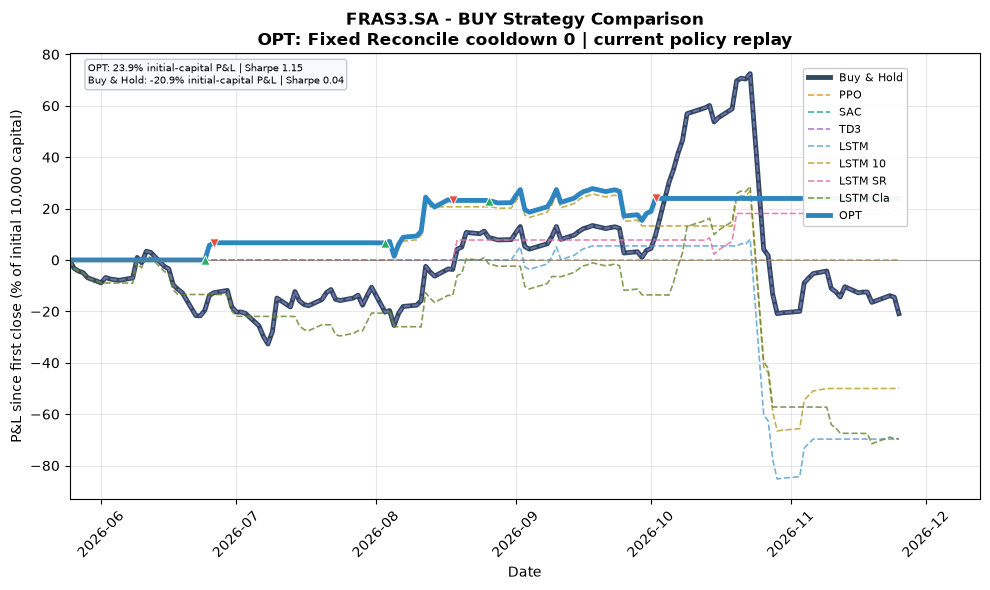 FRAS3.SA - BUY Strategy Comparison
OPT: Fixed Reconcile cooldown 0 | current policy replay
OPT: 23.9% initial-capital P&L | Sharpe 1.15
Buy & Hold: -20.9% initial-capital P&L | Sharpe 0.04
Buy & Hold
PPO
SAC
TD3
LSTM
LSTM 10
LSTM SR
LSTM Cla
OPT
P&L since first close (% of initial 10,000 capital)
80
60
40
20
0
−20
−40
−60
−80
2026-06
2026-07
2026-08
2026-09
2026-10
2026-11
2026-12
Date